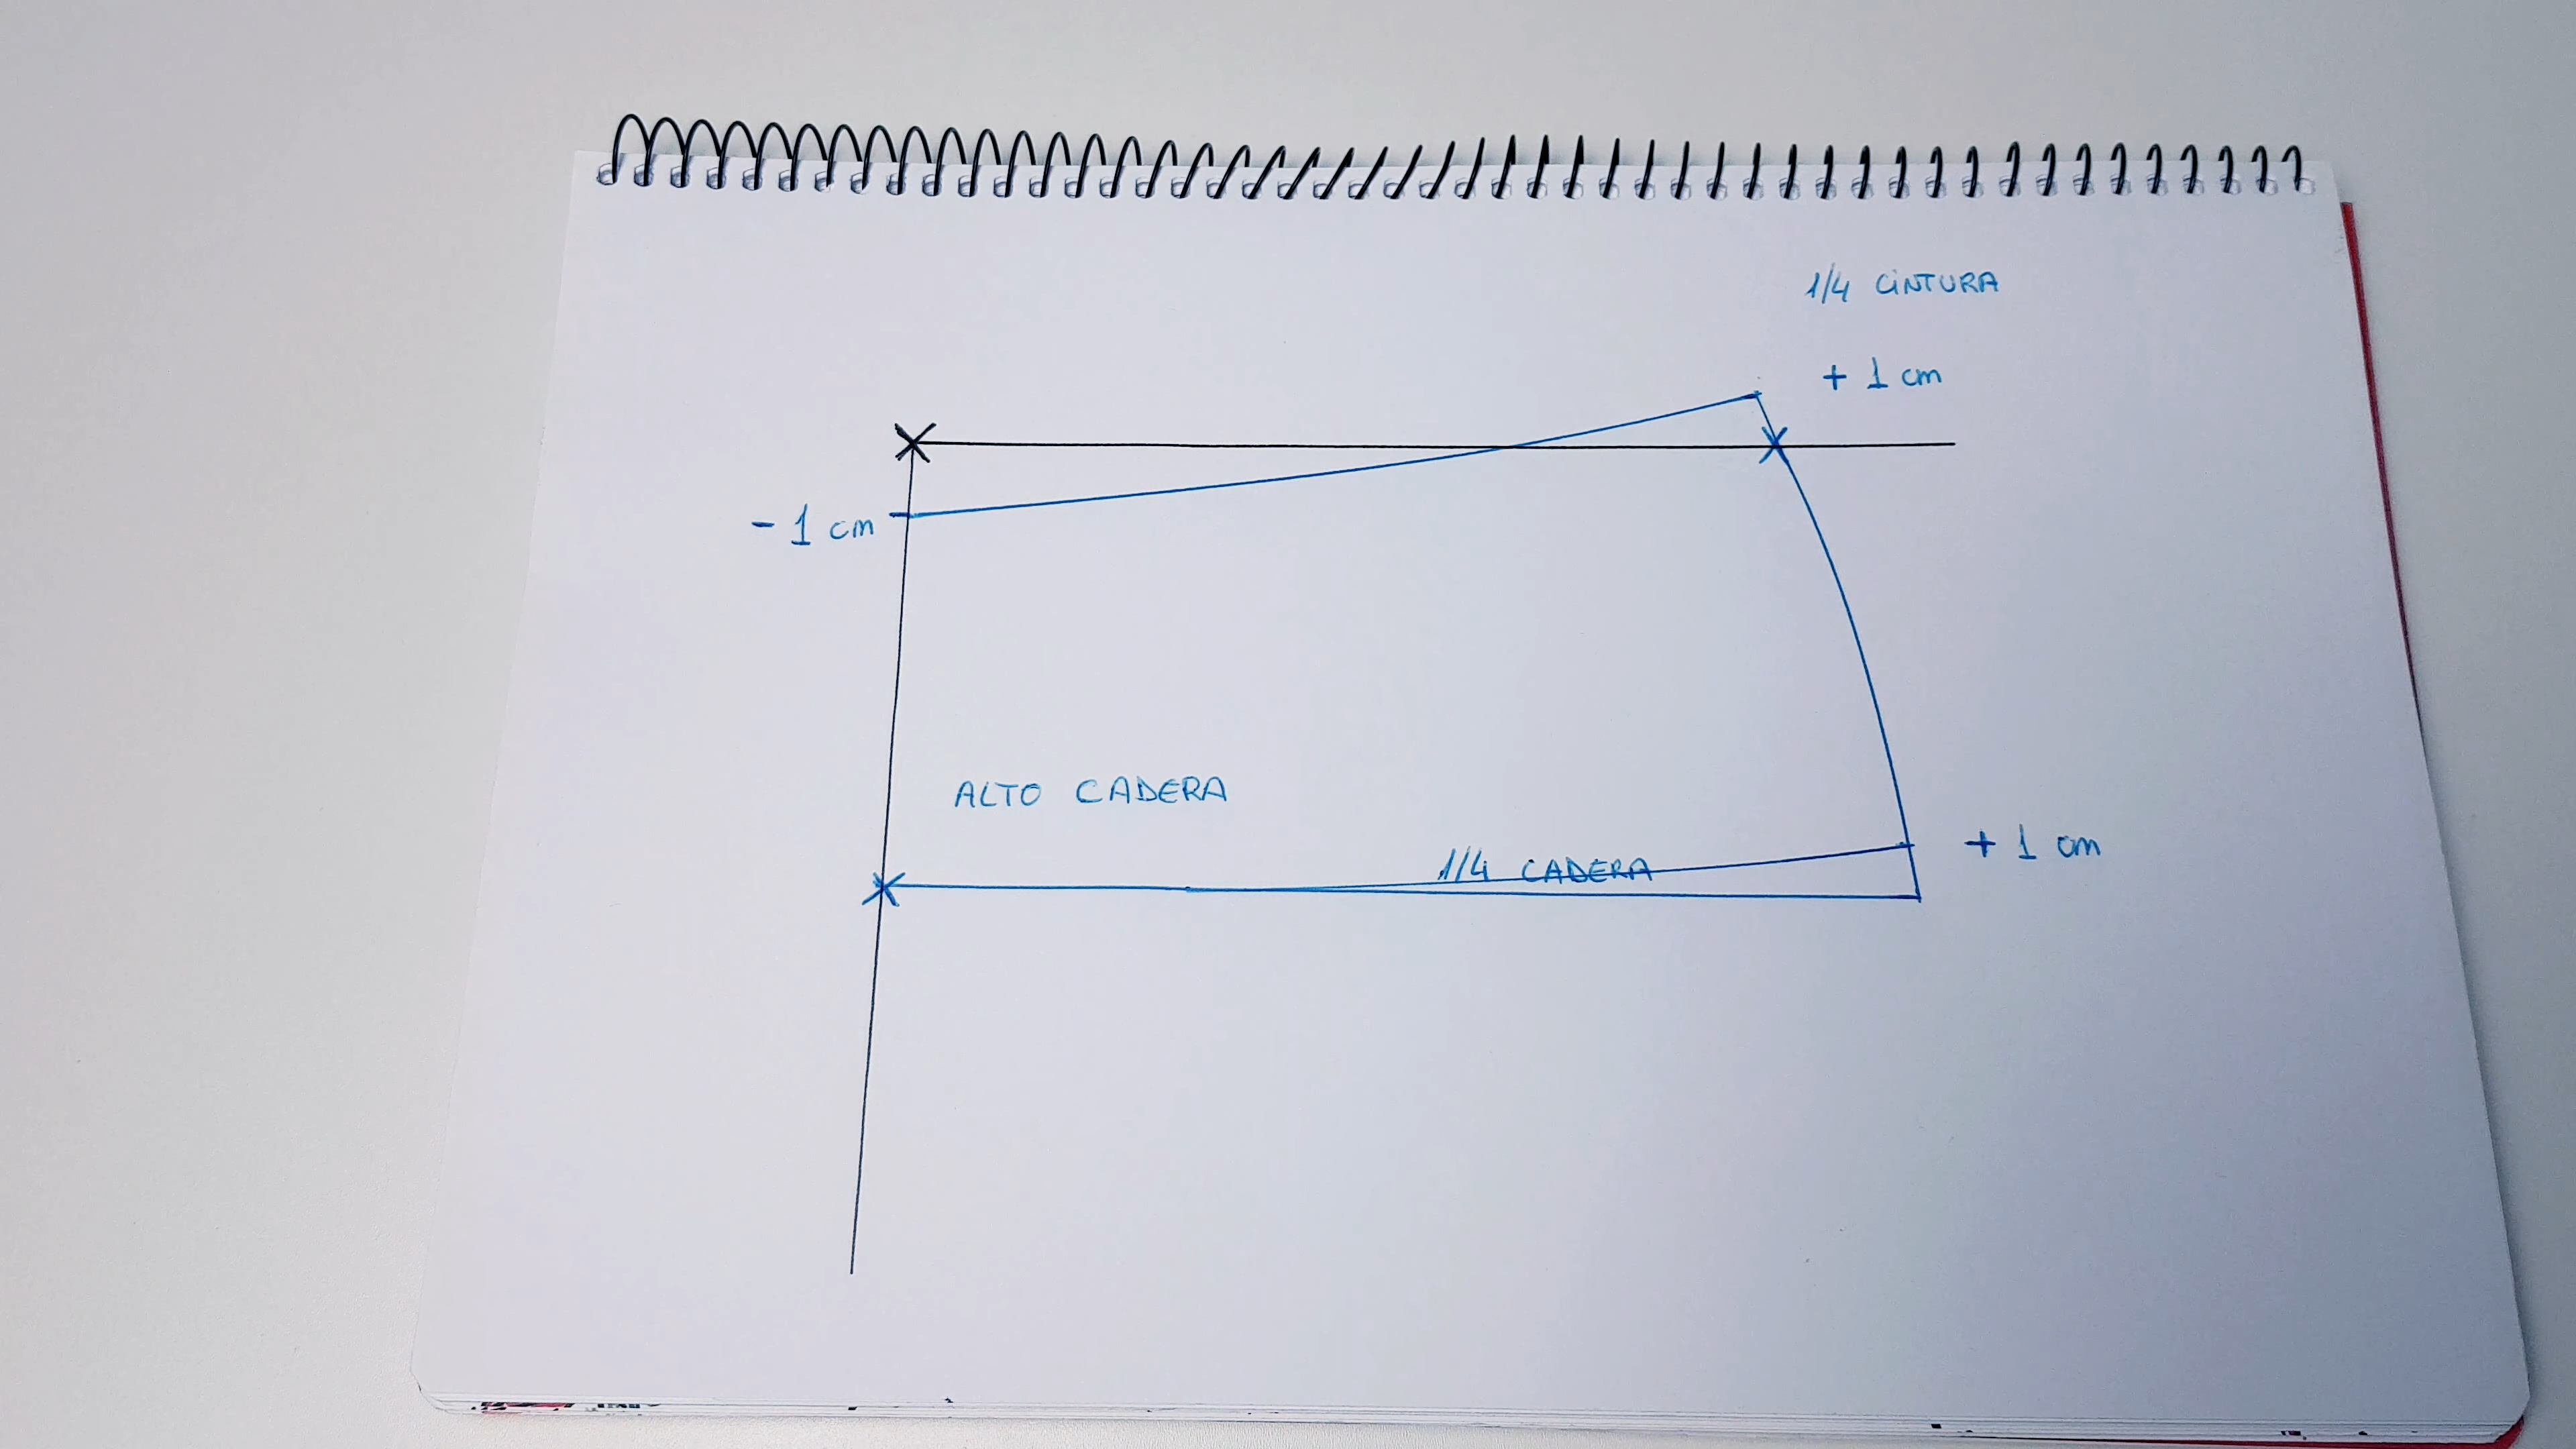 1/4 CINTURA
+ 1 cm
- 1 cm
ALTO CADERA
1/4 CADERA
+ 1 cm